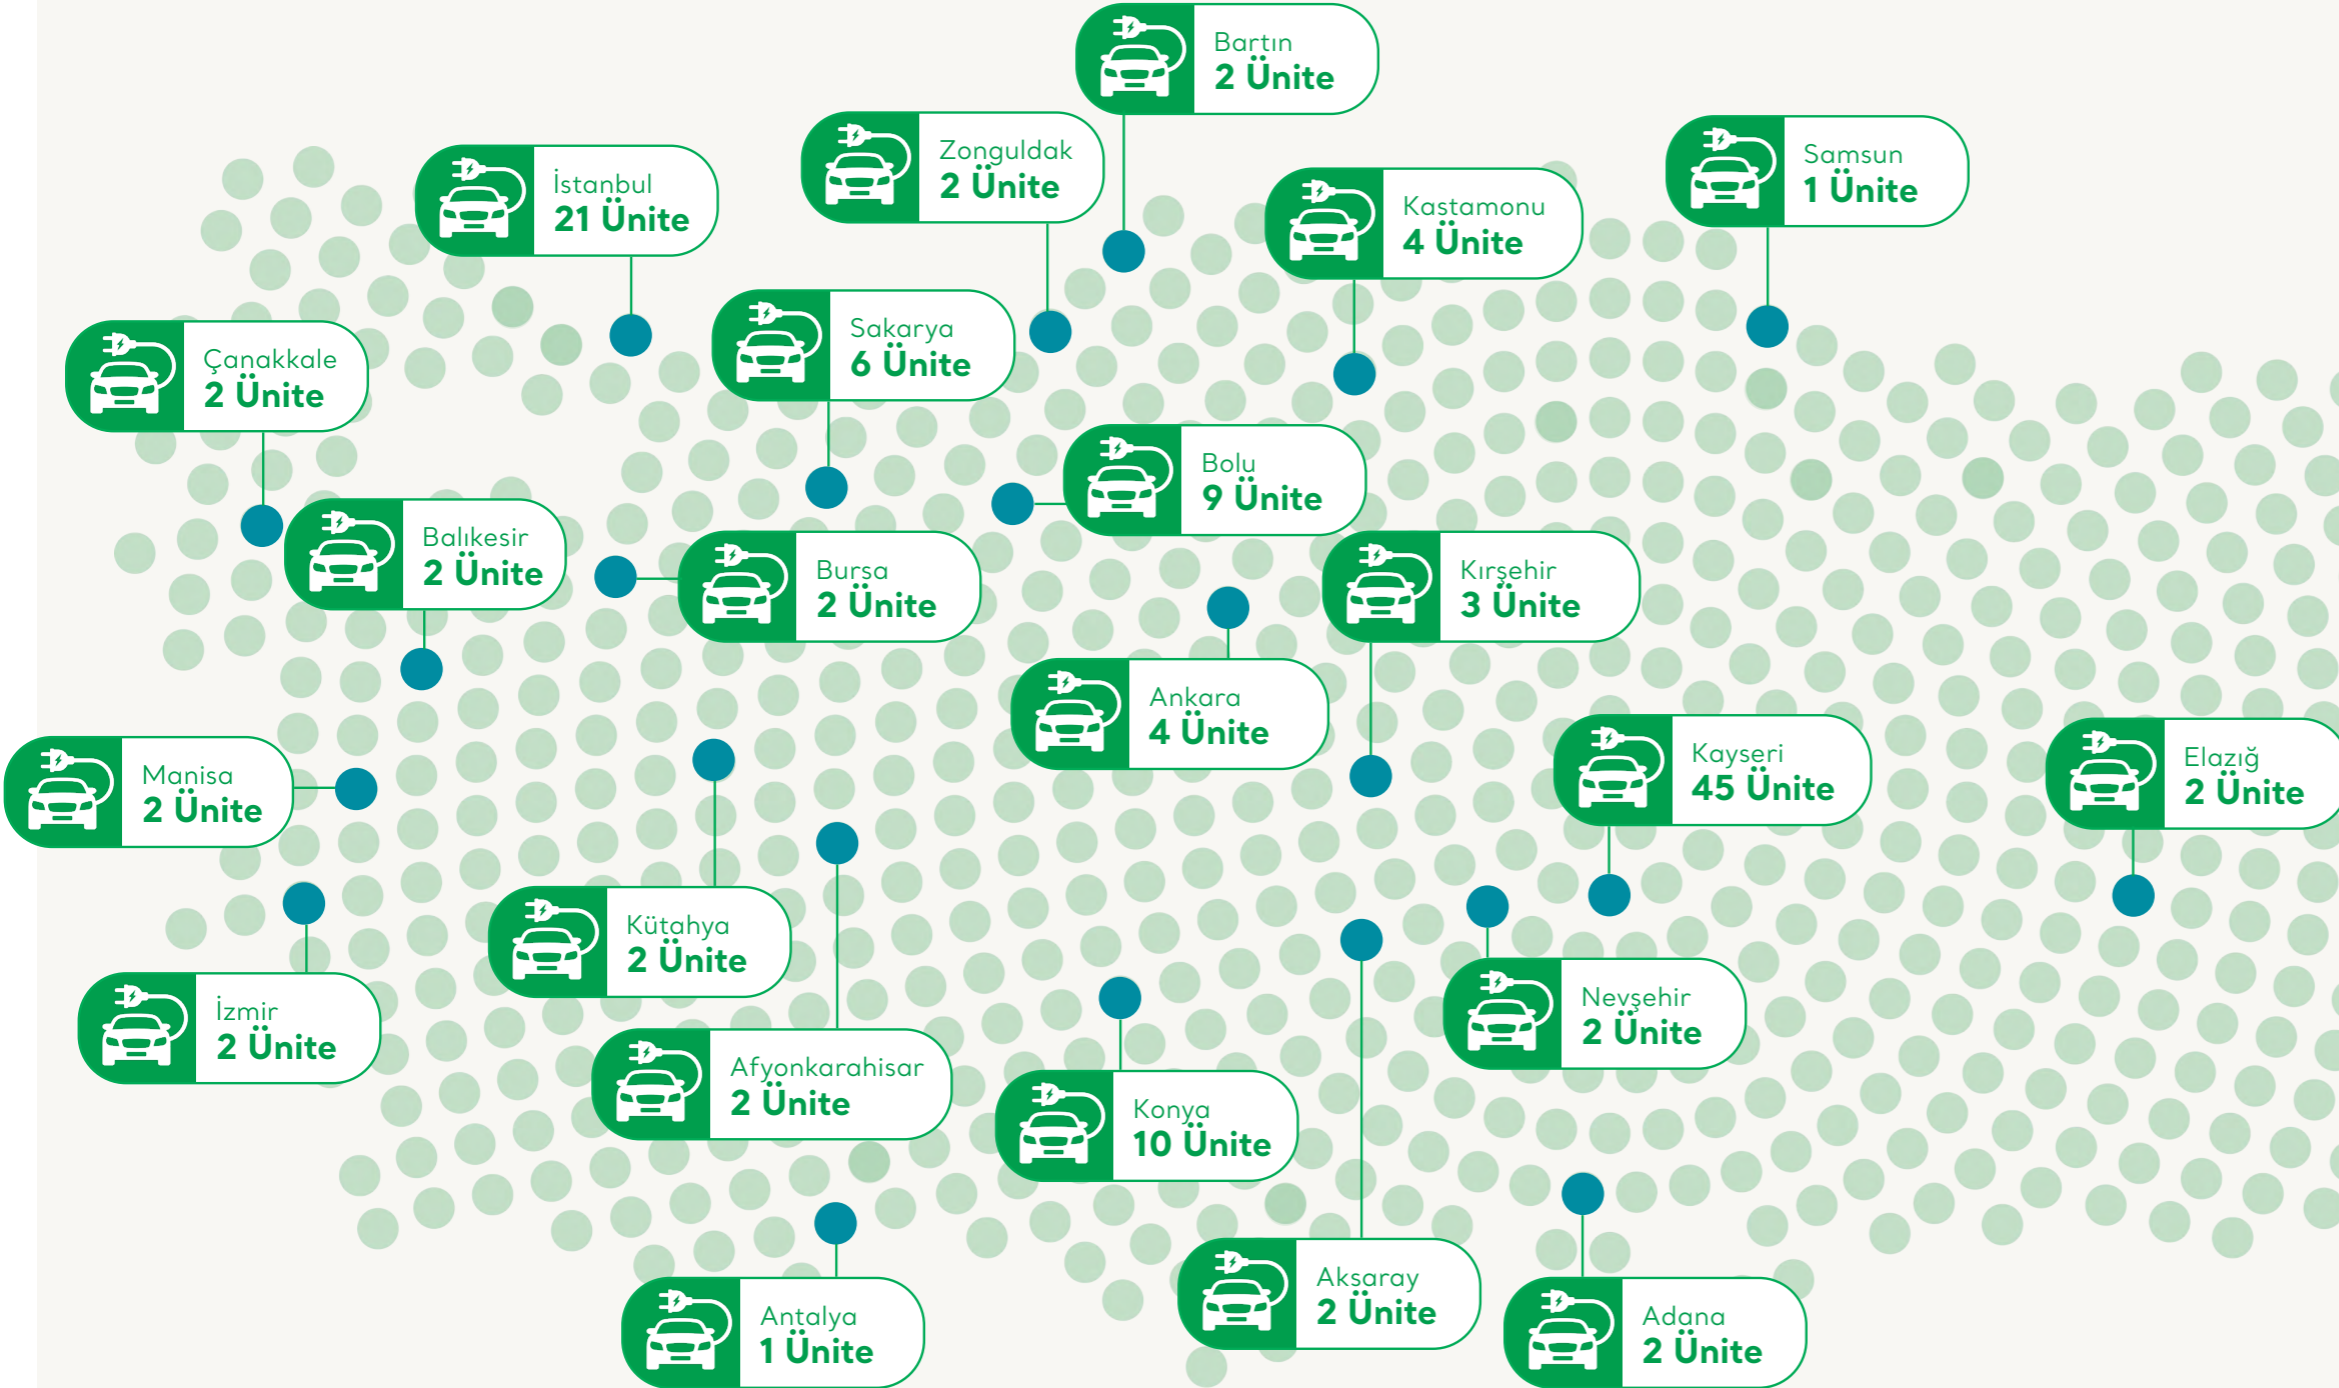 Bartın
2 Ünite
Zonguldak
2 Ünite
Samsun
1 Ünite
İstanbul
21 Ünite
Kastamonu
4 Ünite
Sakarya
6 Ünite
Çanakkale
2 Ünite
Bolu
9 Ünite
Balıkesir
2 Ünite
Bursa
2 Ünite
Kırşehir
3 Ünite
Ankara
4 Ünite
Kayseri
45 Ünite
Elazığ
2 Ünite
Manisa
2 Ünite
Kütahya
2 Ünite
İzmir
2 Ünite
Nevşehir
2 Ünite
Afyonkarahisar
2 Ünite
Konya
10 Ünite
Aksaray
2 Ünite
Antalya
1 Ünite
Adana
2 Ünite